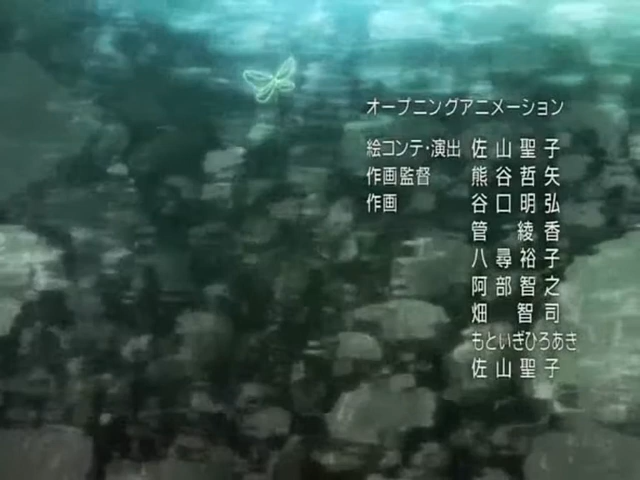 オープニングアニメーション
絵コンテ・演出 佐山聖子
作画監督 熊谷哲矢
作画 谷口明弘
管 綾香
八尋裕子
阿部智之
畑 智司
もといぎひろあき
佐山聖子